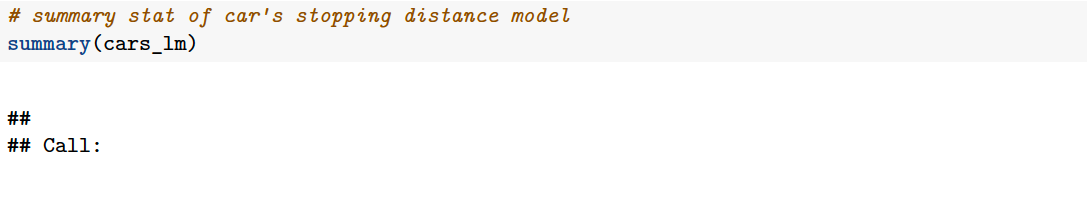 # summary stat of car's stopping distance model
summary(cars_lm)
##
## Call: